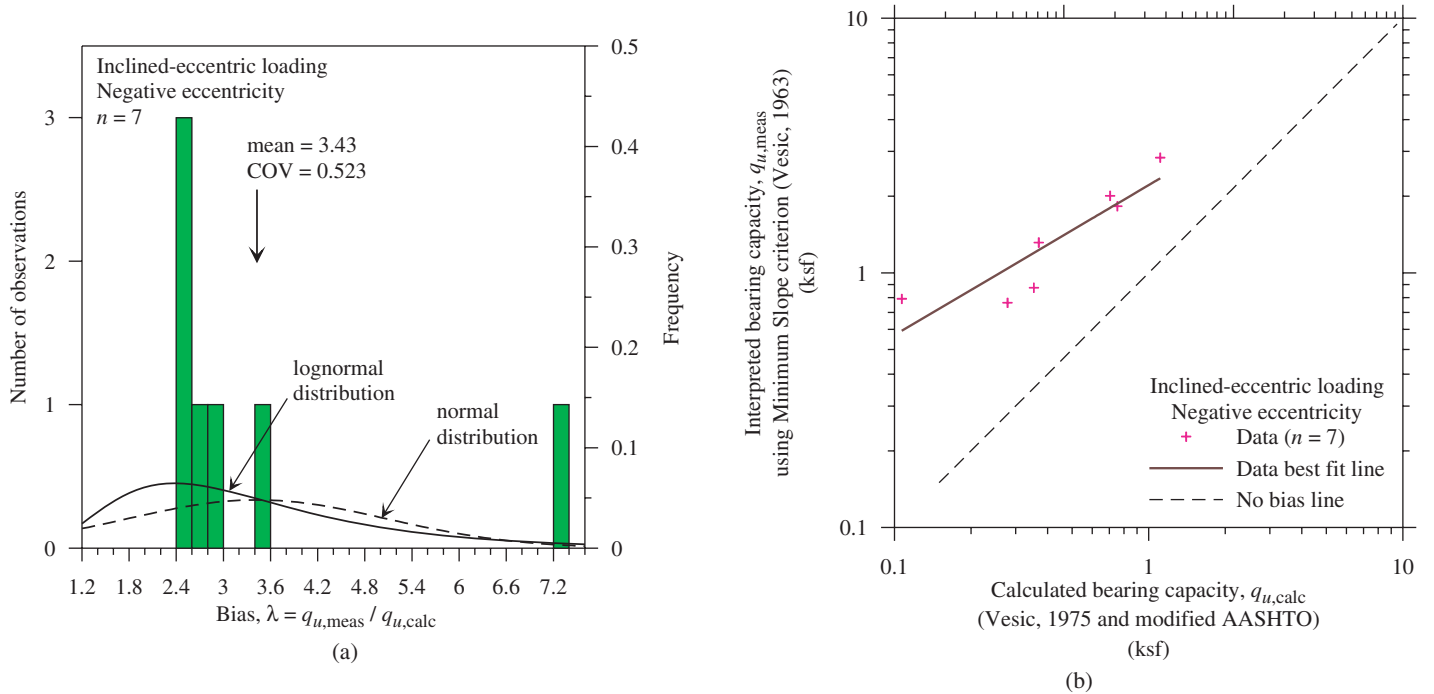 Inclined-eccentric loading
Negative eccentricity
n = 7
mean = 3.43
COV = 0.523
lognormal
distribution
normal
distribution
Number of observations
0
1
2
3
Frequency
0
0.1
0.2
0.3
0.4
0.5
1.2 1.8 2.4 3 3.6 4.2 4.8 5.4 6 6.6 7.2
Bias, λ = qu,meas / qu,calc
(a)
Interpreted bearing capacity, qu,meas
using Minimum Slope criterion (Vesic, 1963)
(ksf)
10
1
0.1
Inclined-eccentric loading
Negative eccentricity
Data (n = 7)
Data best fit line
No bias line
0.1 1 10
Calculated bearing capacity, qu,calc
(Vesic, 1975 and modified AASHTO)
(ksf)
(b)